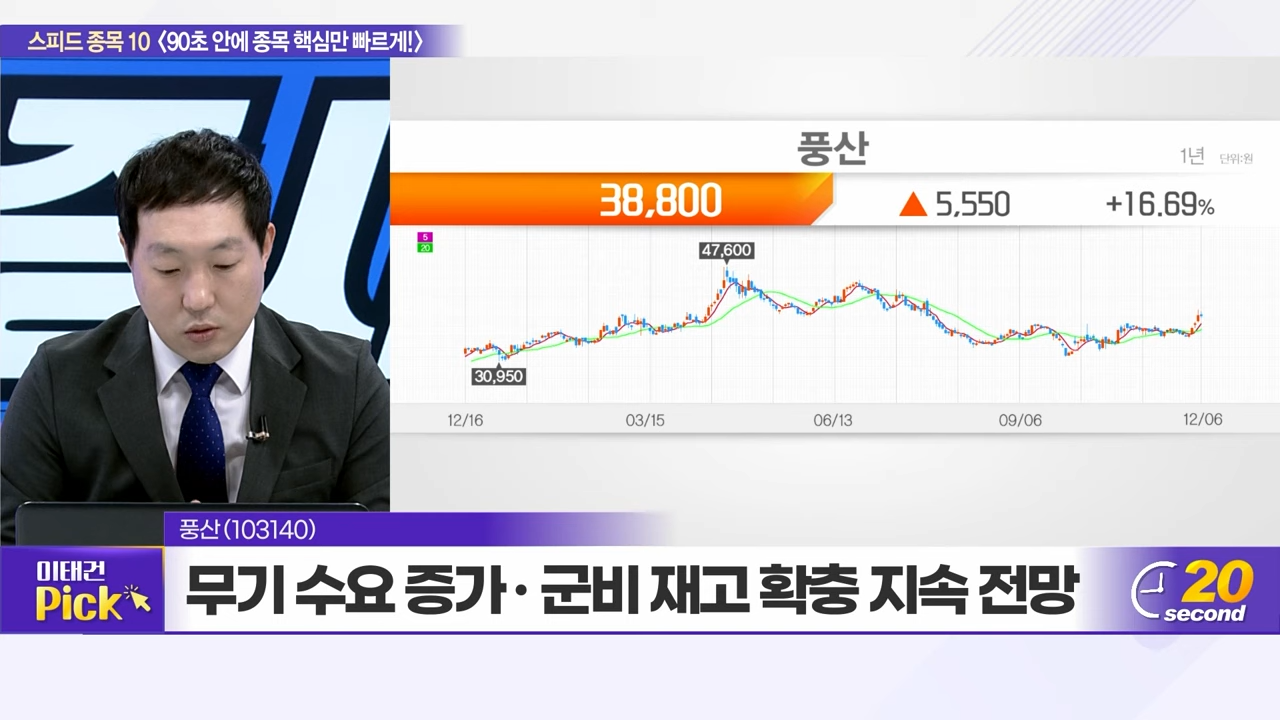 스피드 종목 10 〈90초 안에 종목 핵심만 빠르게!〉
풍산
1년 단위:원
38,800 ▲ 5,550 +16.69%
5
20
47,600
30,950
12/16 03/15 06/13 09/06 12/06
풍산(103140)
이태건
Pick
무기 수요 증가· 군비 재고 확충 지속 전망
20
second